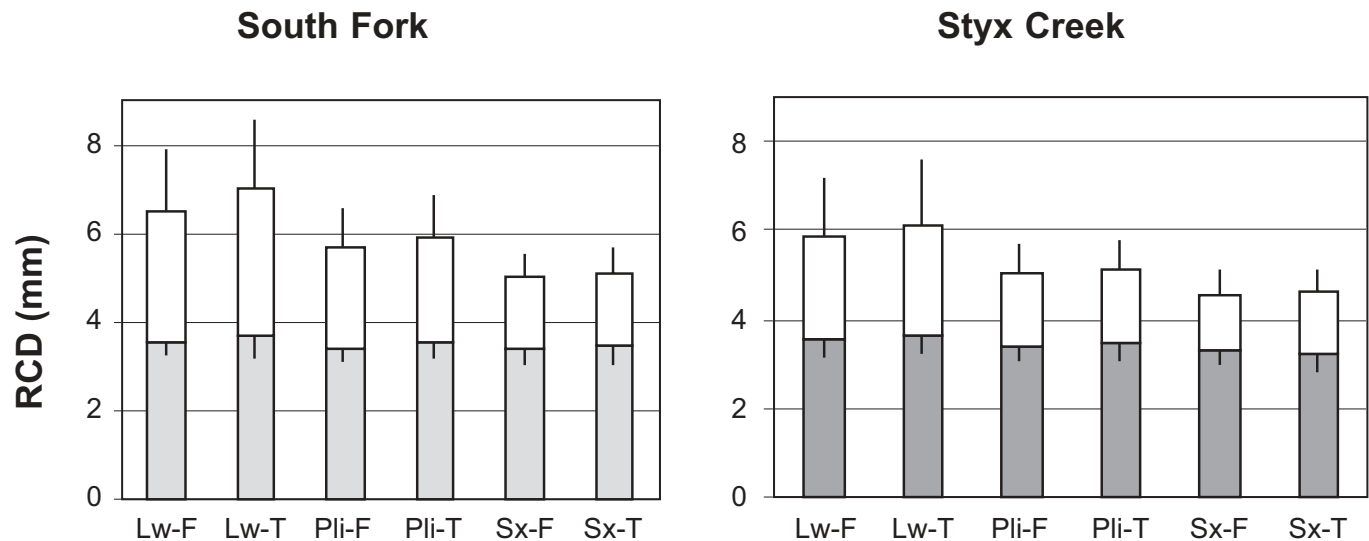 South Fork
Styx Creek
RCD (mm)
8
6
4
2
0
Lw-F Lw-T Pli-F Pli-T Sx-F Sx-T
8
6
4
2
0
Lw-F Lw-T Pli-F Pli-T Sx-F Sx-T